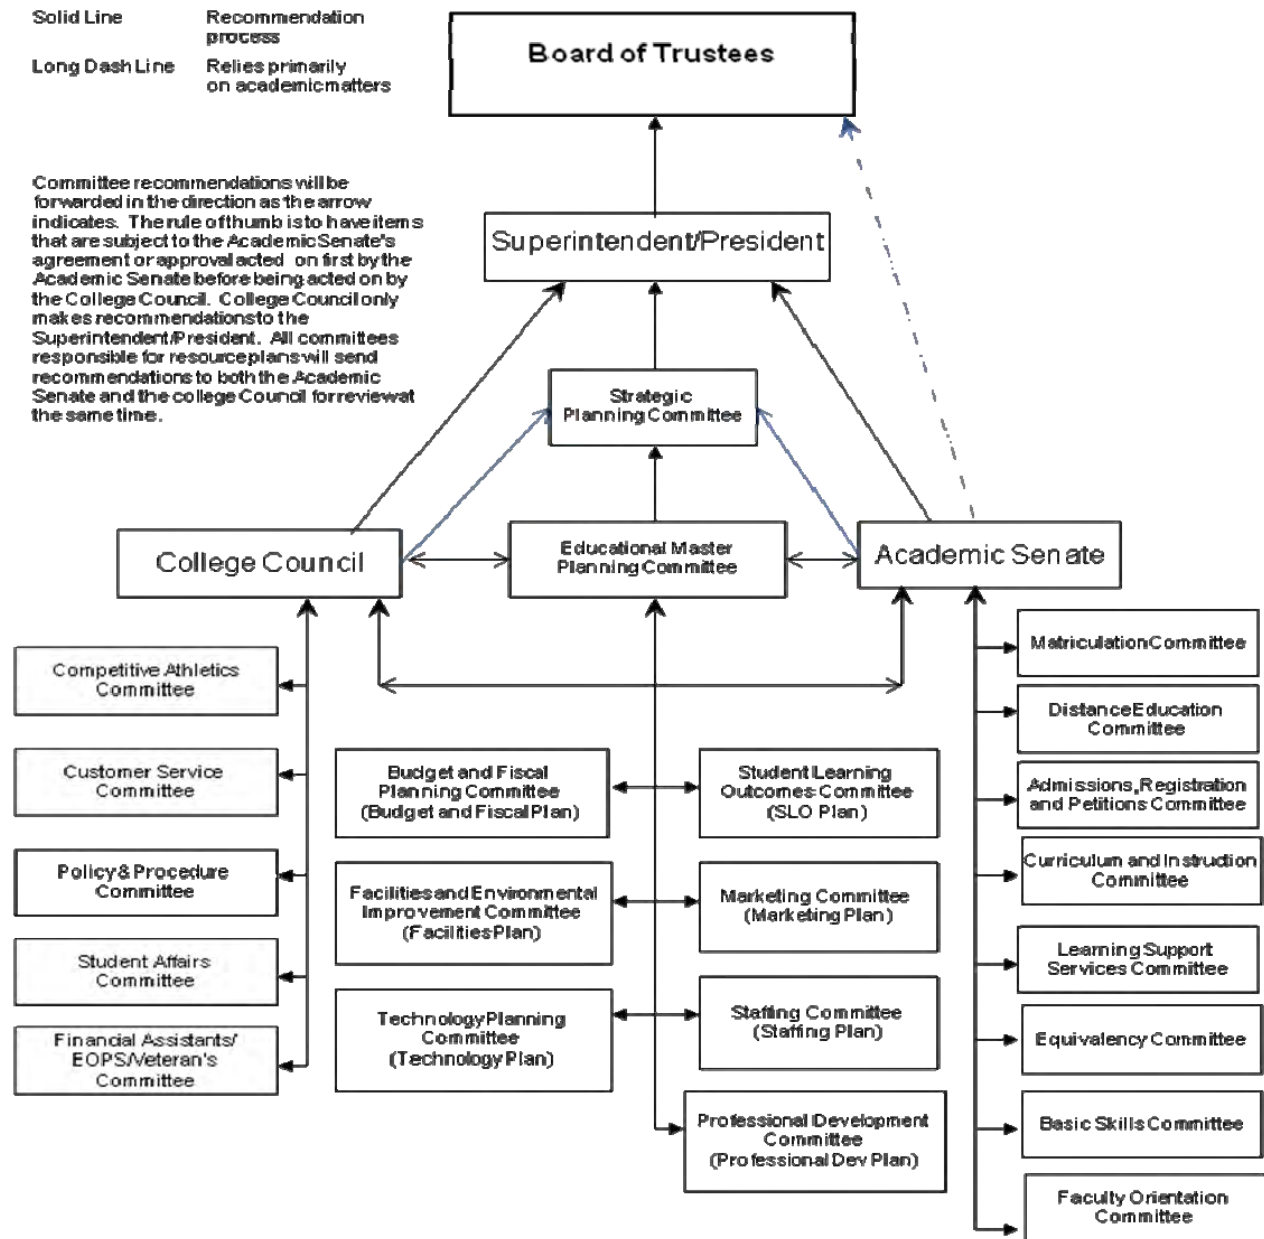 Solid Line Recommendation
process
Long Dash Line Relies primarily
on academic matters
Board of Trustees
Committee recommendations will be
forwarded in the direction as the arrow
indicates. The rule of thumb is to have items
that are subject to the Academic Senate's
agreement or approval acted on first by the
Academic Senate before being acted on by
the College Council. College Council only
makes recommendations to the
Superintendent/President. All committees
responsible for resource plans will send
recommendations to both the Academic
Senate and the college Council for review at
the same time.
Superintendent/President
Strategic
Planning Committee
College Council
Educational Master
Planning Committee
Academic Senate
Competitive Athletics
Committee
Customer Service
Committee
Policy & Procedure
Committee
Student Affairs
Committee
Financial Assistants/
EOPS/Veteran's
Committee
Budget and Fiscal
Planning Committee
(Budget and Fiscal Plan)
Facilities and Environmental
Improvement Committee
(Facilities Plan)
Technology Planning
Committee
(Technology Plan)
Student Learning
Outcomes Committee
(SLO Plan)
Marketing Committee
(Marketing Plan)
Staffing Committee
(Staffing Plan)
Professional Development
Committee
(Professional Dev Plan)
Matriculation Committee
Distance Education
Committee
Admissions, Registration
and Petitions Committee
Curriculum and Instruction
Committee
Learning Support
Services Committee
Equivalency Committee
Basic Skills Committee
Faculty Orientation
Committee